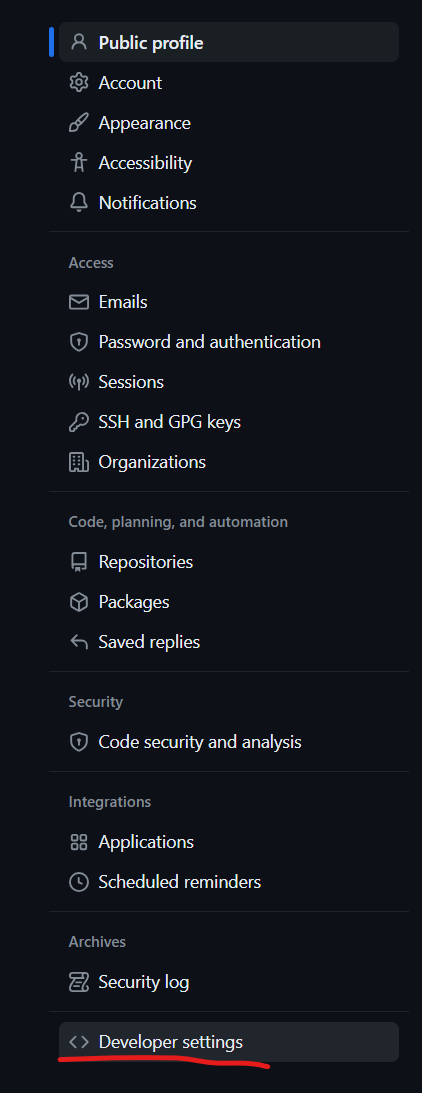 Public profile
Account
Appearance
Accessibility
Notifications
Access
Emails
Password and authentication
Sessions
SSH and GPG keys
Organizations
Code, planning, and automation
Repositories
Packages
Saved replies
Security
Code security and analysis
Integrations
Applications
Scheduled reminders
Archives
Security log
Developer settings